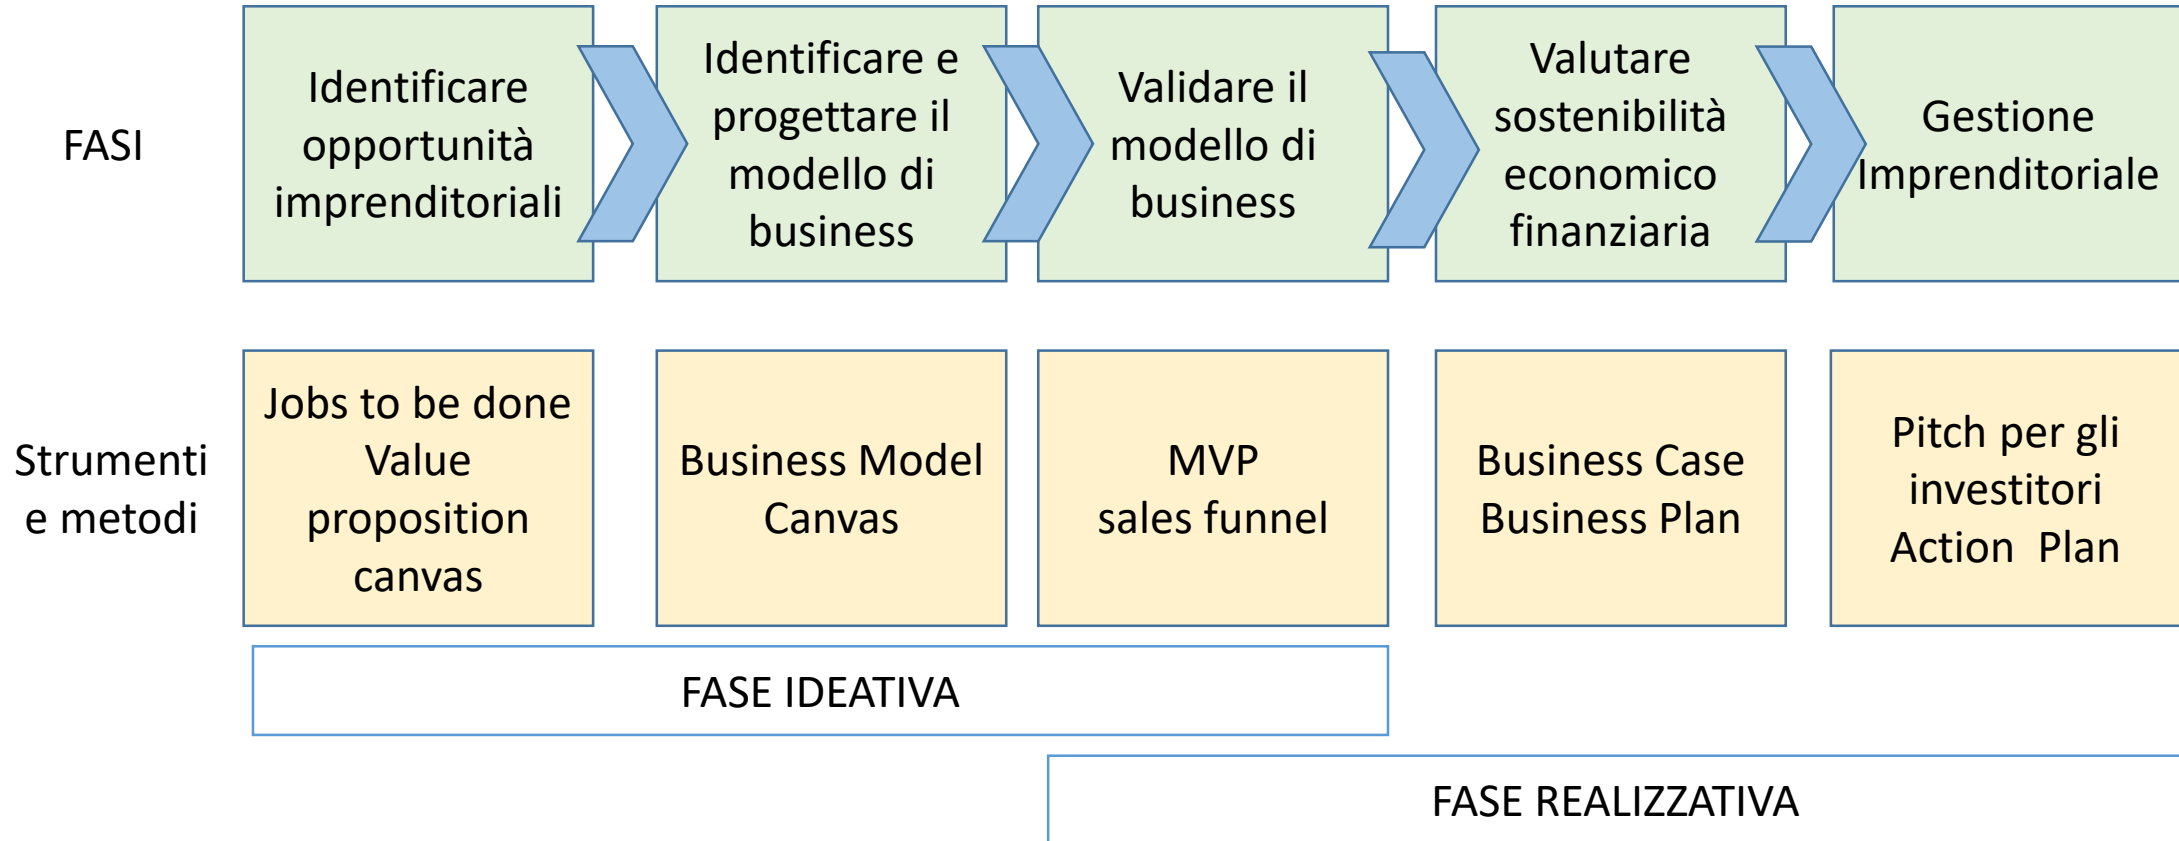 FASI
Identificare
opportunità
imprenditoriali
Identificare e
progettare il
modello di
business
Validare il
modello di
business
Valutare
sostenibilità
economico
finanziaria
Gestione
Imprenditoriale
Strumenti
e metodi
Jobs to be done
Value
proposition
canvas
Business Model
Canvas
MVP
sales funnel
Business Case
Business Plan
Pitch per gli
investitori
Action Plan
FASE IDEATIVA
FASE REALIZZATIVA